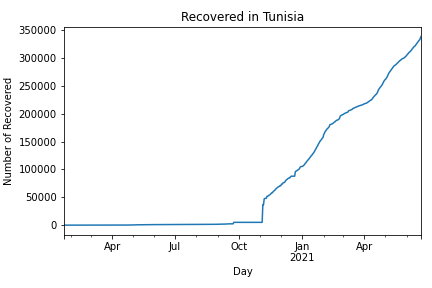 Recovered in Tunisia
350000
300000
250000
200000
150000
100000
50000
0
Number of Recovered
Apr
Jul
Oct
Jan
2021
Apr
Day